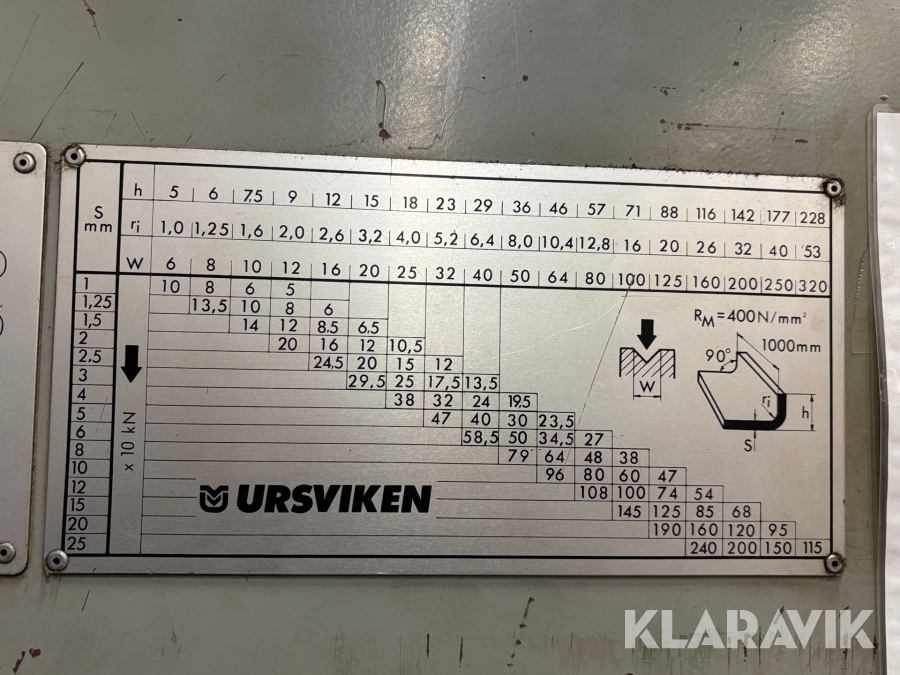 h 5 6 7.5 9 12 15 18 23 29 36 46 57 71 88 116 142 177 228
S mm
ri 1,0 1,25 1,6 2,0 2,6 3,2 4,0 5,2 6,4 8,0 10,4 12,8 16 20 26 32 40 53
W 6 8 10 12 16 20 25 32 40 50 64 80 100 125 160 200 250 320
1 10 8 6 5
1,25 13,5 10 8 6
1,5 14 12 8.5 6.5
2 20 16 12 10,5
2.5 24.5 20 15 12
3 29.5 25 17,5 13,5
4 38 32 24 19.5
5 47 40 30 23,5
6 58,5 50 34,5 27
8 79 64 48 38
10 96 80 60 47
12 108 100 74 54
15 145 125 85 68
20 190 160 120 95
25 240 200 150 115
x 10 kN
RM=400N/mm²
1000mm
90°
ri
h
W
S
URSVIKEN
KLARAVIK